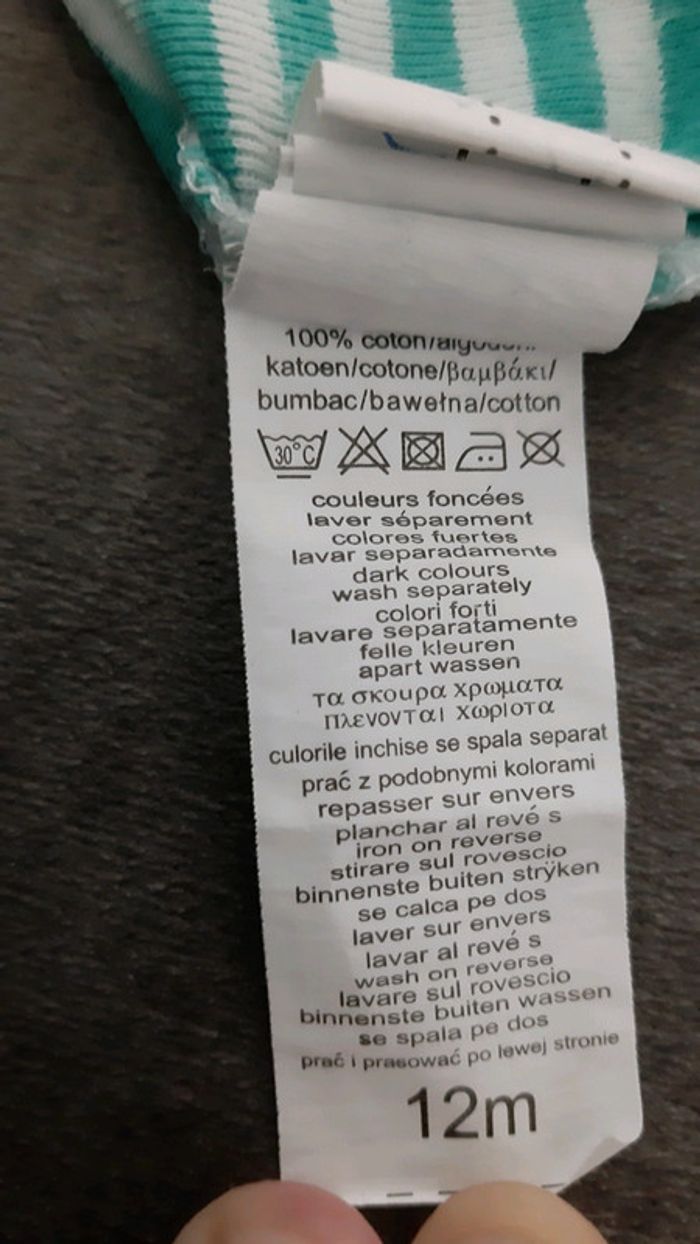 100% coton/
katoen/cotone/βαμβάκι/
bumbac/bawełna/cotton
30°C
couleurs foncées
laver séparement
colores fuertes
lavar separadamente
dark colours
wash separately
colori forti
lavare separatamente
felle kleuren
apart wassen
τα σκουρα χρωματα
πλενονται χωριοτα
culorile inchise se spala separat
prać z podobnymi kolorami
repasser sur envers
planchar al revé s
iron on reverse
stirare sul rovescio
binnenste buiten strÿken
se calca pe dos
laver sur envers
lavar al revé s
wash on reverse
lavare sul rovescio
binnenste buiten wassen
se spala pe dos
prać i prasować po lewej stronie
12m